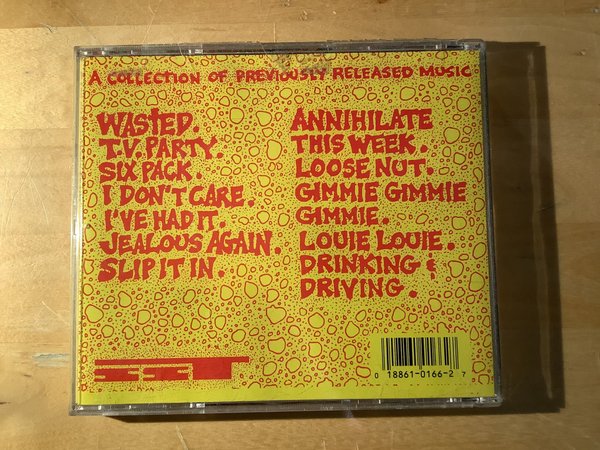 A COLLECTION OF PREVIOUSLY RELEASED MUSIC
WASTED.
T.V. PARTY.
SIX PACK.
I DON'T CARE.
I'VE HAD IT.
JEALOUS AGAIN.
SLIP IT IN.
ANNIHILATE
THIS WEEK.
LOOSE NUT.
GIMMIE GIMMIE
GIMMIE.
LOUIE LOUIE.
DRINKING &
DRIVING.
SST
0 18861-0166-2 7